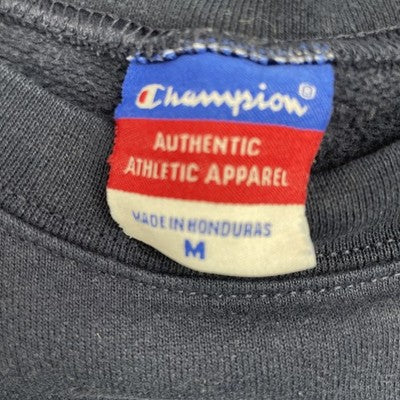 Champion®
AUTHENTIC
ATHLETIC APPAREL
MADE IN HONDURAS
M